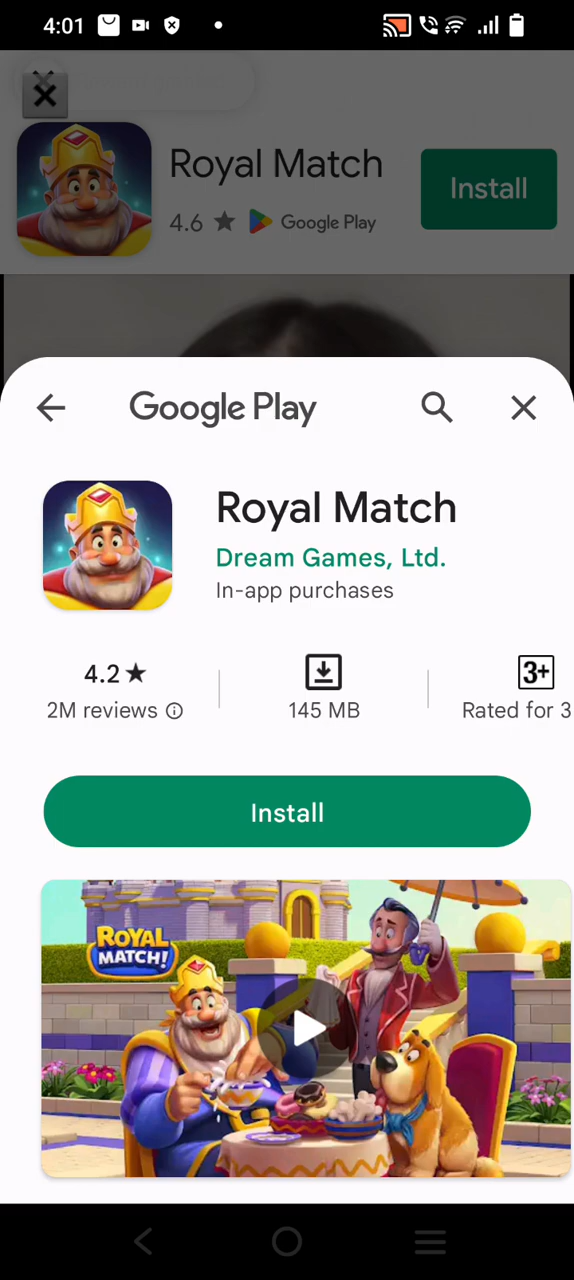 4:01
Royal Match
Install
4.6 ★ Google Play
Google Play
Royal Match
Dream Games, Ltd.
In-app purchases
4.2★
3+
2M reviews
145 MB
Rated for 3
Install
ROYAL
MATCH!